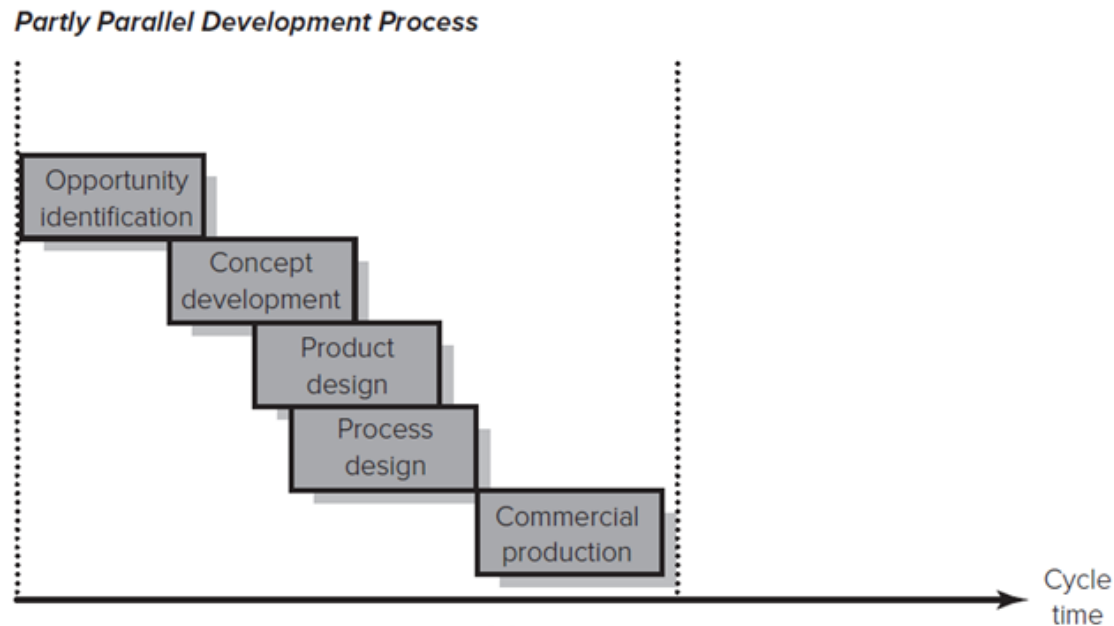 Partly Parallel Development Process
Opportunity
identification
Concept
development
Product
design
Process
design
Commercial
production
Cycle
time